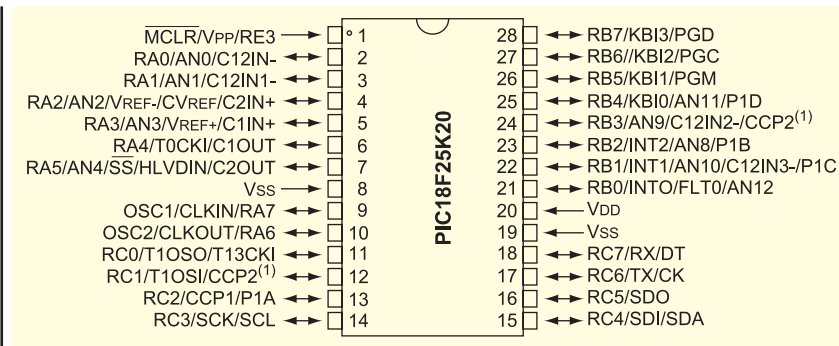 MCLR/VPP/RE3 1
RA0/AN0/C12IN- 2
RA1/AN1/C12IN1- 3
RA2/AN2/VREF-/CVREF/C2IN+ 4
RA3/AN3/VREF+/C1IN+ 5
RA4/T0CKI/C1OUT 6
RA5/AN4/SS/HLVDIN/C2OUT 7
VSS 8
OSC1/CLKIN/RA7 9
OSC2/CLKOUT/RA6 10
RC0/T1OSO/T13CKI 11
RC1/T1OSI/CCP2(1) 12
RC2/CCP1/P1A 13
RC3/SCK/SCL 14
PIC18F25K20
28 RB7/KBI3/PGD
27 RB6//KBI2/PGC
26 RB5/KBI1/PGM
25 RB4/KBI0/AN11/P1D
24 RB3/AN9/C12IN2-/CCP2(1)
23 RB2/INT2/AN8/P1B
22 RB1/INT1/AN10/C12IN3-/P1C
21 RB0/INTO/FLT0/AN12
20 VDD
19 VSS
18 RC7/RX/DT
17 RC6/TX/CK
16 RC5/SDO
15 RC4/SDI/SDA